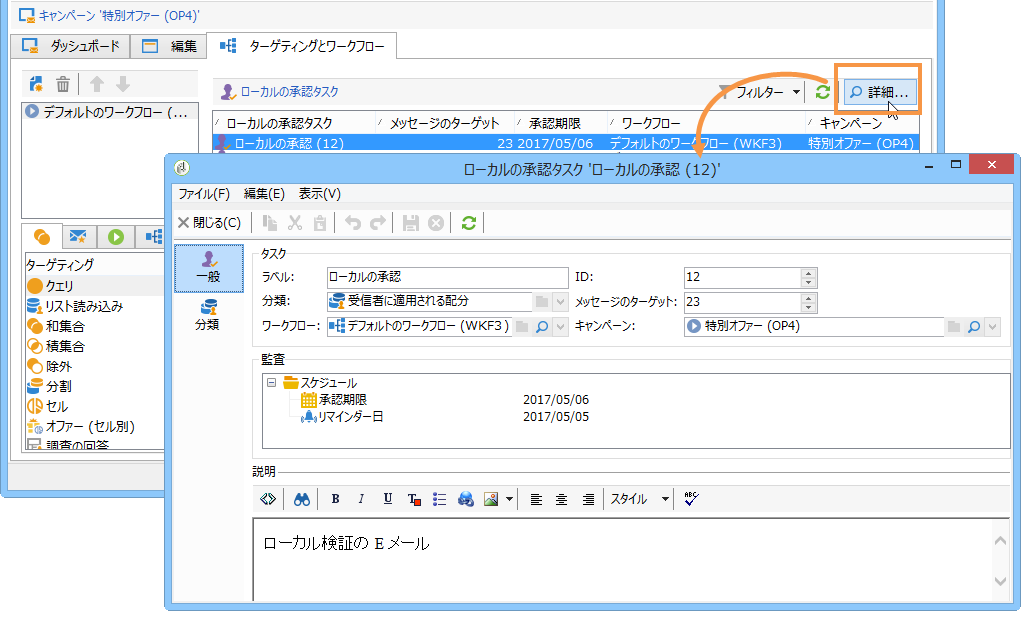 キャンペーン '特別オファー (OP4)'
ダッシュボード 編集 ターゲティングとワークフロー
ローカルの承認タスク フィルター 詳細...
デフォルトのワークフロー (...
ローカルの承認タスク メッセージのターゲット 承認期限 ワークフロー キャンペーン
ローカルの承認 (12) 23 2017/05/06 デフォルトのワークフロー (WKF3) 特別オファー (OP4)
ローカルの承認タスク 'ローカルの承認 (12)'
ファイル(F) 編集(E) 表示(V)
閉じる(C)
ターゲティング
クエリ
リスト読み込み
和集合
積集合
除外
分割
セル
オファー (セル別)
調査の回答
一般
分類
タスク
ラベル: ローカルの承認 ID: 12
分類: 受信者に適用される配分 メッセージのターゲット: 23
ワークフロー: デフォルトのワークフロー (WKF3) キャンペーン: 特別オファー (OP4)
監査
スケジュール
承認期限 2017/05/06
リマインダー日 2017/05/05
説明
B I U T スタイル ABC
ローカル検証の E メール